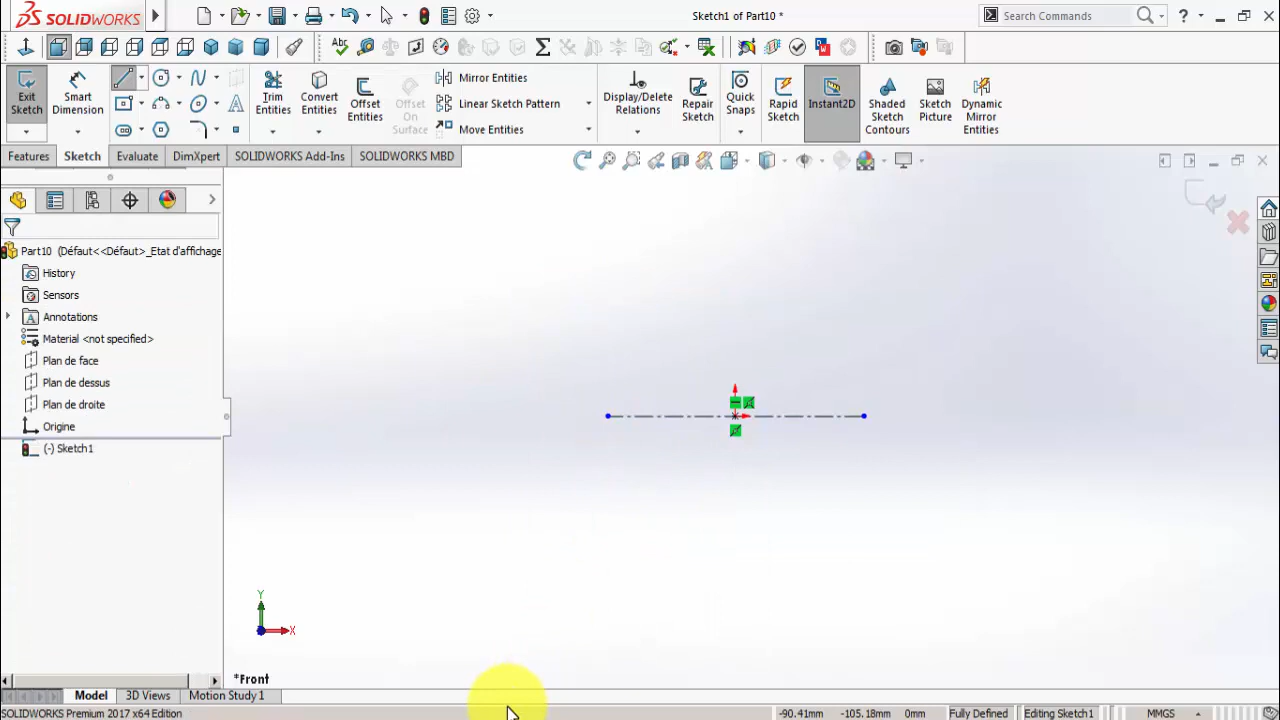 SOLIDWORKS
Sketch1 of Part10 *
Search Commands
?
Abc
Exit Sketch
Smart Dimension
Trim Entities
Convert Entities
Offset Entities
Offset On Surface
Mirror Entities
Linear Sketch Pattern
Move Entities
Display/Delete Relations
Repair Sketch
Quick Snaps
Rapid Sketch
Instant2D
Shaded Sketch Contours
Sketch Picture
Dynamic Mirror Entities
Features
Sketch
Evaluate
DimXpert
SOLIDWORKS Add-Ins
SOLIDWORKS MBD
Part10 (Défaut<<Défaut>_Etat d'affichage
History
Sensors
Annotations
Material <not specified>
Plan de face
Plan de dessus
Plan de droite
Origine
(-) Sketch1
Y
X
*Front
Model
3D Views
Motion Study 1
SOLIDWORKS Premium 2017 x64 Edition
-90.41mm
-105.18mm
0mm
Fully Defined
Editing Sketch1
MMGS